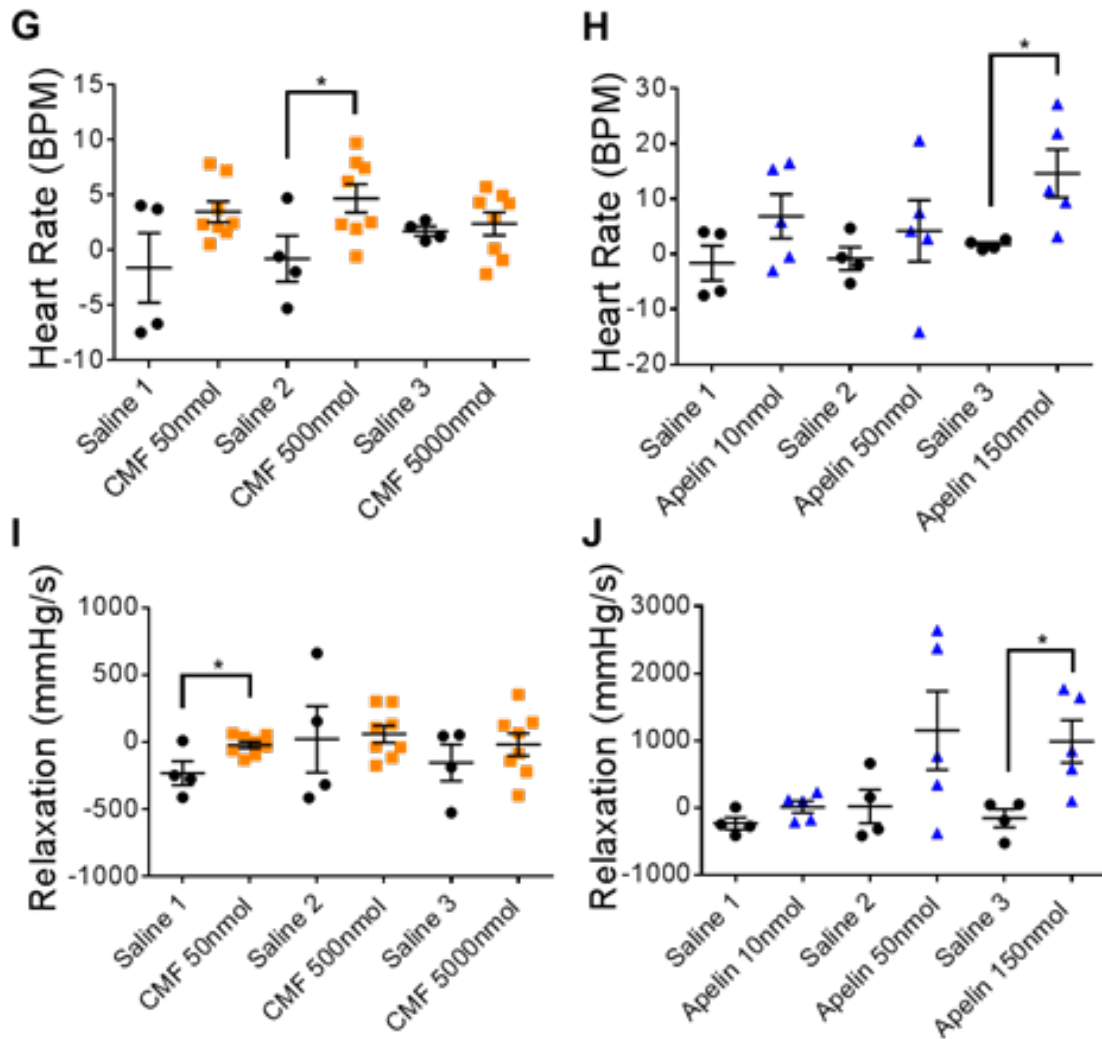 G
Heart Rate (BPM)
15
10
5
0
-5
-10
*
Saline 1
CMF 50nmol
Saline 2
CMF 500nmol
Saline 3
CMF 5000nmol
H
Heart Rate (BPM)
30
20
10
0
-10
-20
*
Saline 1
Apelin 10nmol
Saline 2
Apelin 50nmol
Saline 3
Apelin 150nmol
I
Relaxation (mmHg/s)
1000
500
0
-500
-1000
*
Saline 1
CMF 50nmol
Saline 2
CMF 500nmol
Saline 3
CMF 5000nmol
J
Relaxation (mmHg/s)
3000
2000
1000
0
-1000
*
Saline 1
Apelin 10nmol
Saline 2
Apelin 50nmol
Saline 3
Apelin 150nmol